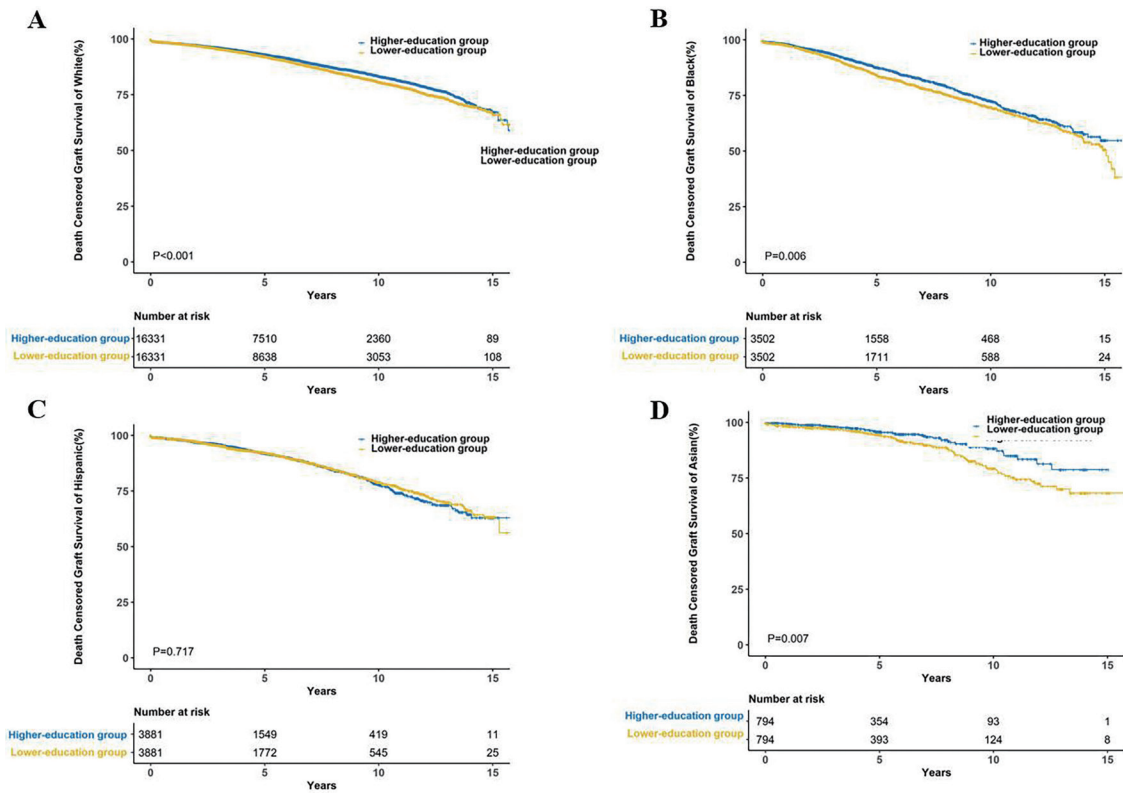 A
Death Censored Graft Survival of White(%)
100
75
50
25
0
Higher-education group
Lower-education group
Higher-education group
Lower-education group
P<0.001
0 5 10 15
Years
Number at risk
Higher-education group 16331 7510 2360 89
Lower-education group 16331 8638 3053 108
0 5 10 15
Years
B
Death Censored Graft Survival of Black(%)
100
75
50
25
0
Higher-education group
Lower-education group
P=0.006
0 5 10 15
Years
Number at risk
Higher-education group 3502 1558 468 15
Lower-education group 3502 1711 588 24
0 5 10 15
Years
C
Death Censored Graft Survival of Hispanic(%)
100
75
50
25
0
Higher-education group
Lower-education group
P=0.717
0 5 10 15
Years
Number at risk
Higher-education group 3881 1549 419 11
Lower-education group 3881 1772 545 25
0 5 10 15
Years
D
Death Censored Graft Survival of Asian(%)
100
75
50
25
0
Higher-education group
Lower-education group
P=0.007
0 5 10 15
Years
Number at risk
Higher-education group 794 354 93 1
Lower-education group 794 393 124 8
0 5 10 15
Years